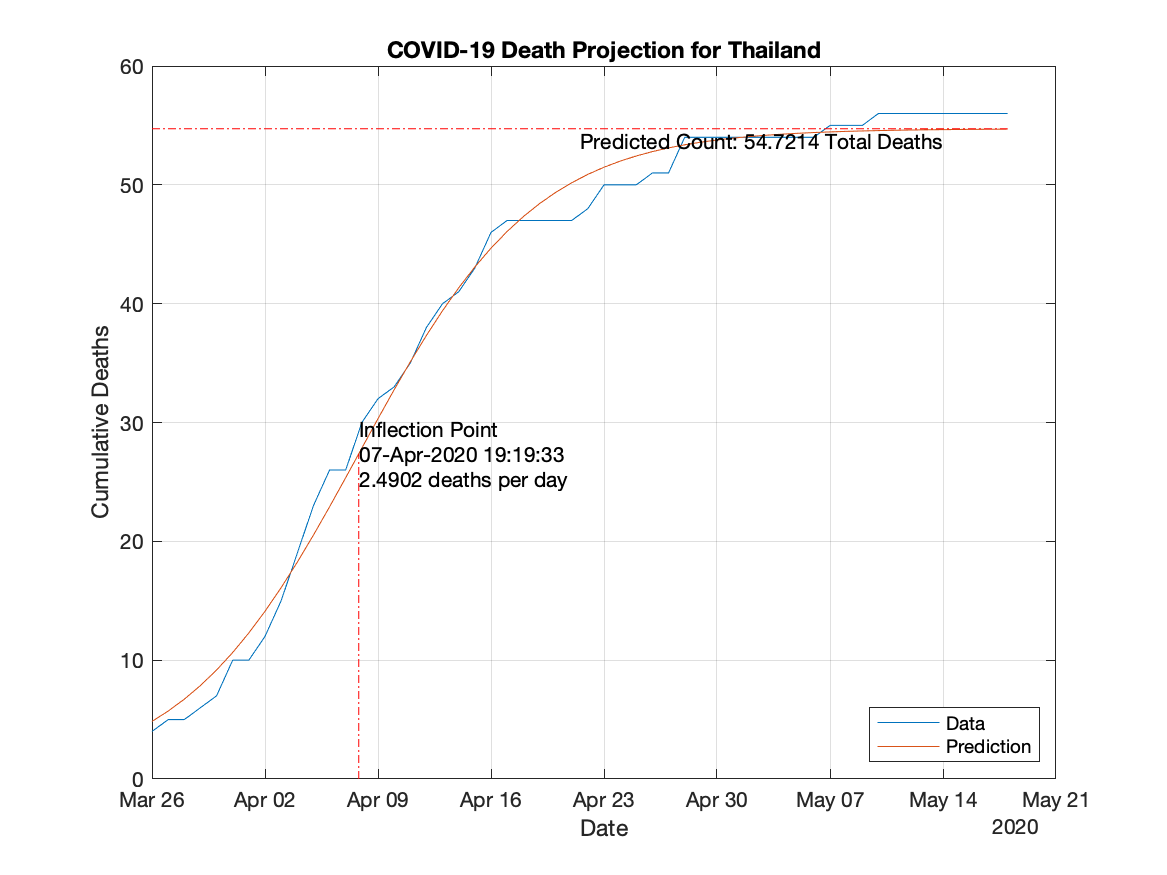 COVID-19 Death Projection for Thailand
60
Predicted Count: 54.7214 Total Deaths
50
40
30
Inflection Point
07-Apr-2020 19:19:33
2.4902 deaths per day
20
10
0
Cumulative Deaths
Data
Prediction
Mar 26 Apr 02 Apr 09 Apr 16 Apr 23 Apr 30 May 07 May 14 May 21
Date
2020